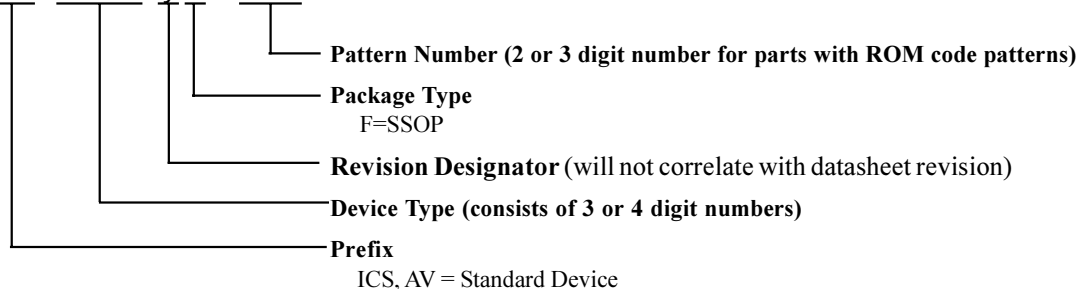 Pattern Number (2 or 3 digit number for parts with ROM code patterns)
Package Type
F=SSOP
Revision Designator (will not correlate with datasheet revision)
Device Type (consists of 3 or 4 digit numbers)
Prefix
ICS, AV = Standard Device